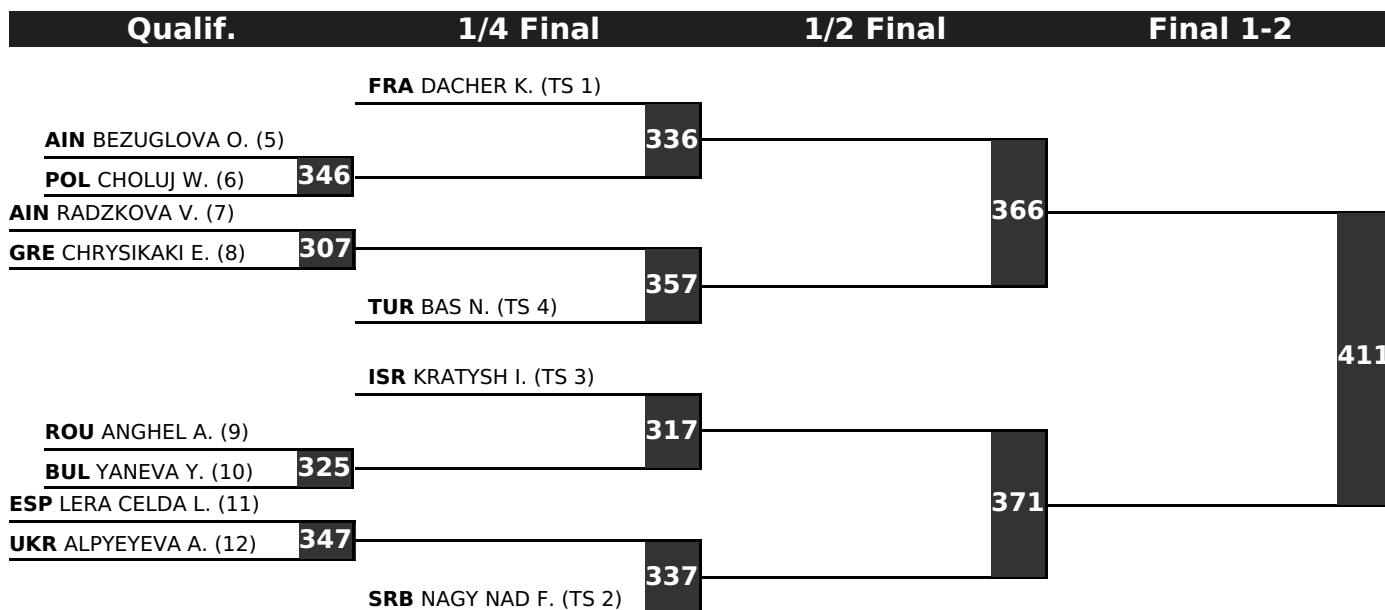 Qualif. 1/4 Final 1/2 Final Final 1-2
FRA DACHER K. (TS 1)
336
AIN BEZUGLOVA O. (5)
346
POL CHOLUJ W. (6)
366
AIN RADZKOVA V. (7)
307
GRE CHRYSIKAKI E. (8)
357
TUR BAS N. (TS 4)
411
ISR KRATYSH I. (TS 3)
317
ROU ANGHEL A. (9)
325
BUL YANEVA Y. (10)
371
ESP LERA CELDA L. (11)
347
UKR ALPYEYEVA A. (12)
337
SRB NAGY NAD F. (TS 2)